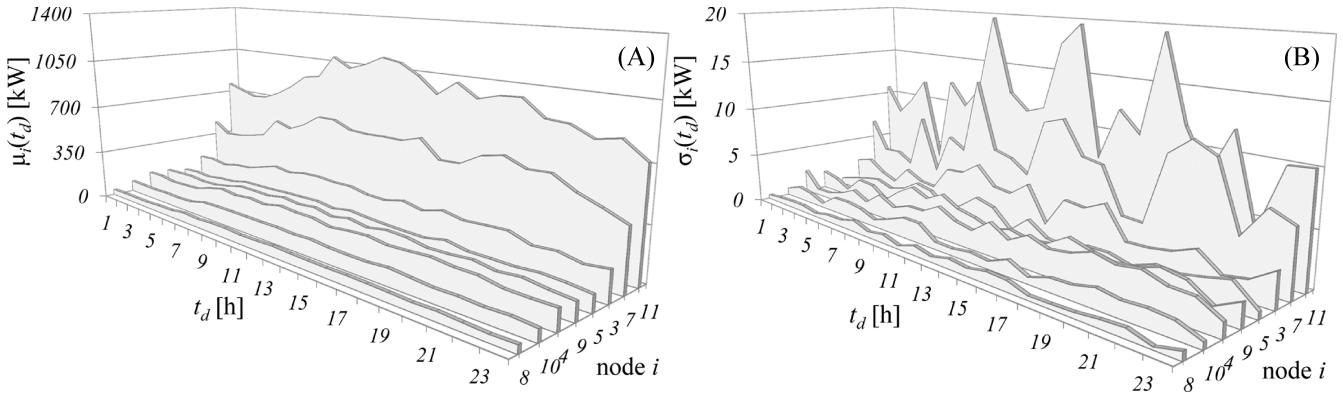 (A)
μi(td) [kW]
1400
1050
700
350
0
1 3 5 7 9 11 13 15 17 19 21 23
td [h]
8 10 4 9 5 3 7 11
node i
(B)
σi(td) [kW]
20
15
10
5
0
1 3 5 7 9 11 13 15 17 19 21 23
td [h]
8 10 4 9 5 3 7 11
node i